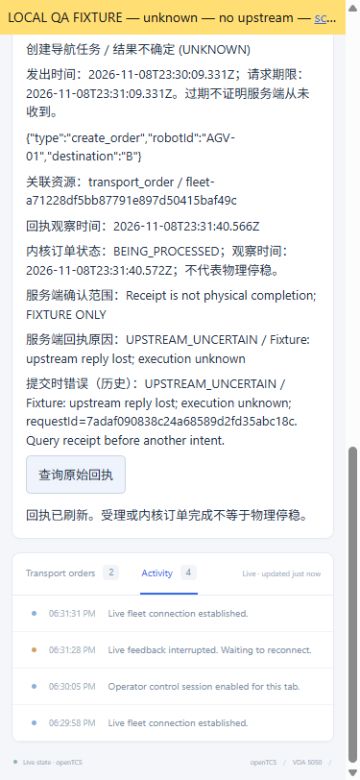 LOCAL QA FIXTURE — unknown — no upstream — sc...
创建导航任务 / 结果不确定 (UNKNOWN)
发出时间：2026-11-08T23:30:09.331Z；请求期限：
2026-11-08T23:31:09.331Z。过期不证明服务端从未
收到。
{"type":"create_order","robotId":"AGV-
01","destination":"B"}
关联资源：transport_order / fleet-
a71228df5bb87791e897d50415baf49c
回执观察时间：2026-11-08T23:31:40.566Z
内核订单状态：BEING_PROCESSED；观察时间：
2026-11-08T23:31:40.572Z；不代表物理停稳。
服务端确认范围：Receipt is not physical completion;
FIXTURE ONLY
服务端回执原因：UPSTREAM_UNCERTAIN / Fixture:
upstream reply lost; execution unknown
提交时错误（历史）：UPSTREAM_UNCERTAIN /
Fixture: upstream reply lost; execution unknown;
requestId=7adaf090838c24a68589d2fd35abc18c.
Query receipt before another intent.
查询原始回执
回执已刷新。受理或内核订单完成不等于物理停稳。
Transport orders 2 Activity 4 Live · updated just now
06:31:31 PM Live fleet connection established.
06:31:28 PM Live feedback interrupted. Waiting to reconnect.
06:30:05 PM Operator control session enabled for this tab.
06:29:58 PM Live fleet connection established.
Live state · openTCS openTCS / VDA 5050 /